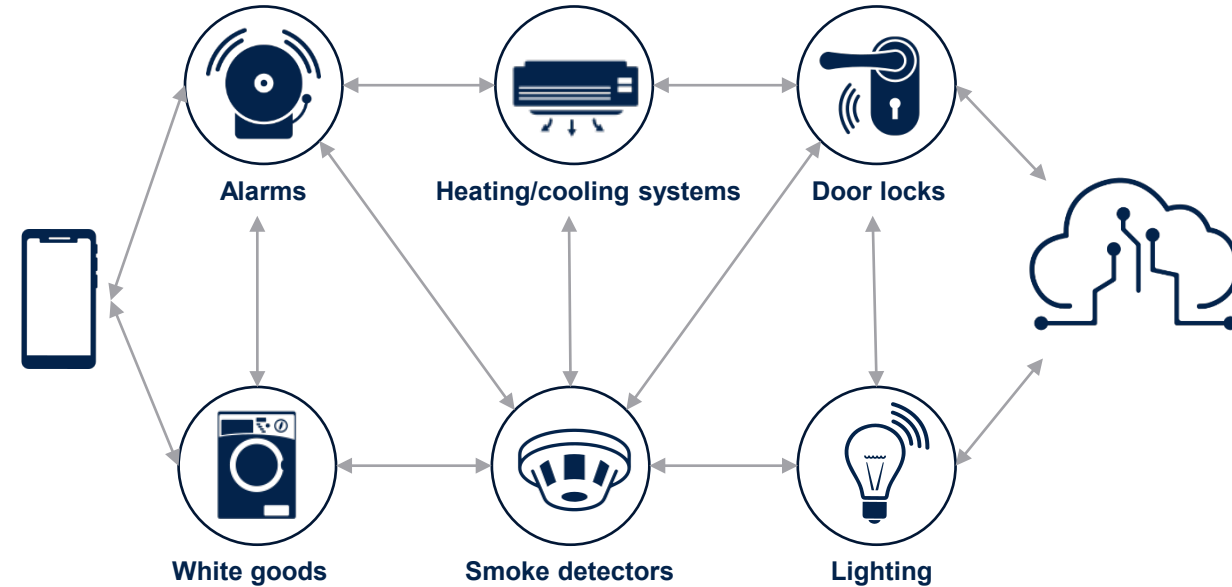 Alarms
Heating/cooling systems
Door locks
White goods
Smoke detectors
Lighting